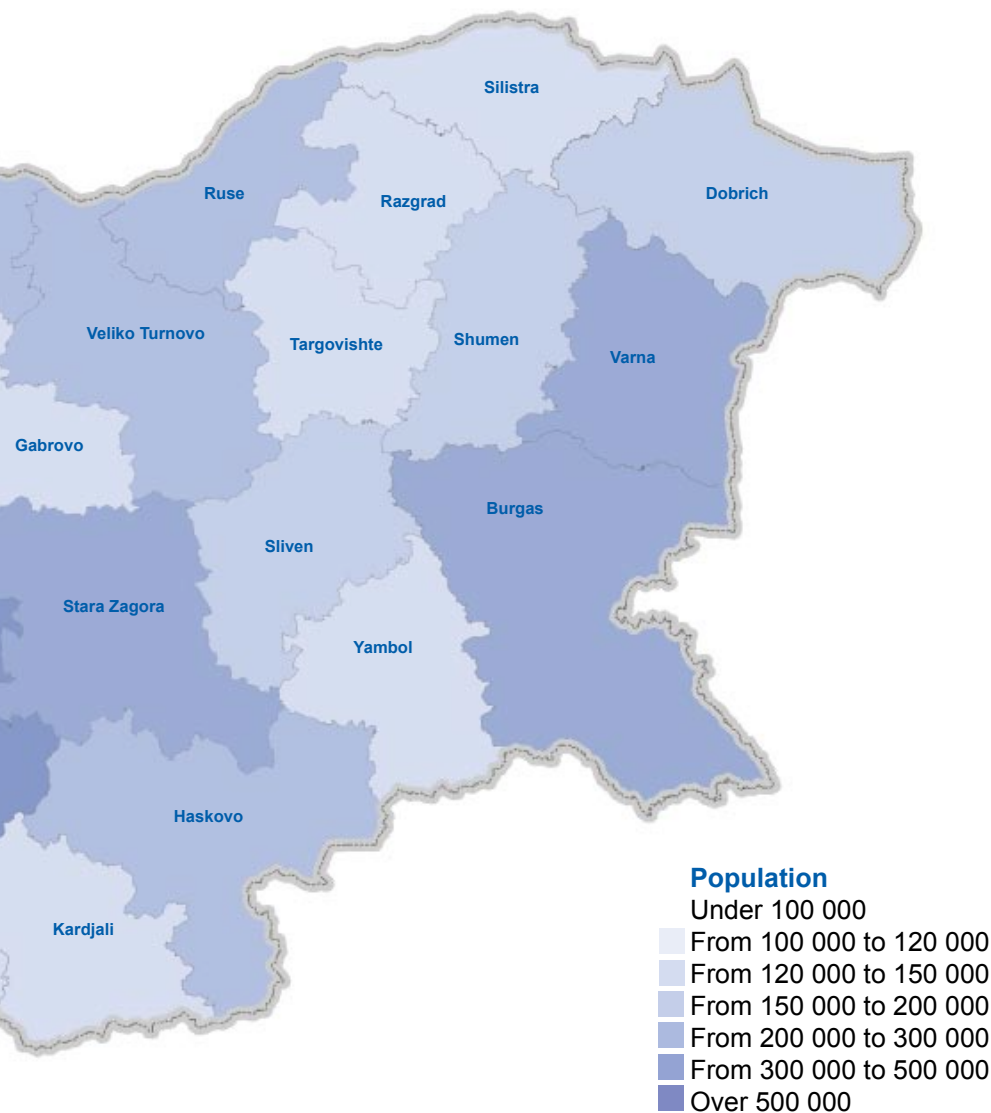 Silistra
Ruse
Razgrad
Dobrich
Veliko Turnovo
Targovishte
Shumen
Varna
Gabrovo
Burgas
Sliven
Stara Zagora
Yambol
Haskovo
Kardjali
Population
Under 100 000
From 100 000 to 120 000
From 120 000 to 150 000
From 150 000 to 200 000
From 200 000 to 300 000
From 300 000 to 500 000
Over 500 000